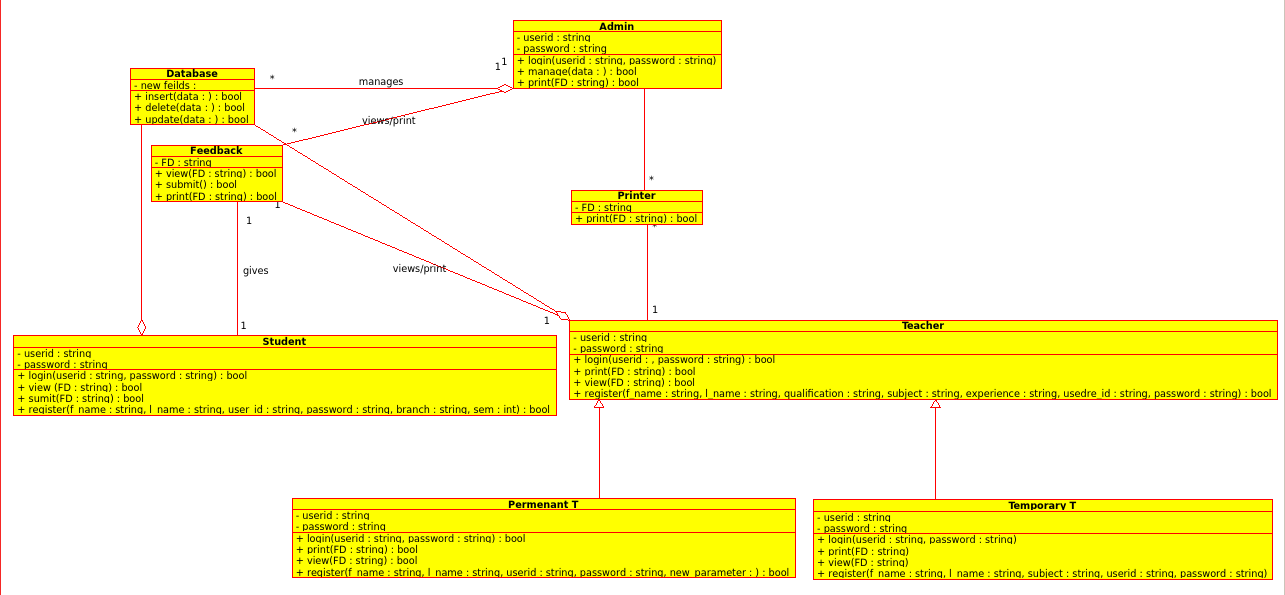 Admin
- userid : string
- password : string
+ login(userid : string, password : string)
+ manage(data : ) : bool
+ print(FD : string) : bool
1
1
Database
- new feilds :
+ insert(data : ) : bool
+ delete(data : ) : bool
+ update(data : ) : bool
*
manages
views/print
*
Feedback
- FD : string
+ view(FD : string) : bool
+ submit() : bool
+ print(FD : string) : bool
1
1
gives
1
views/print
1
*
Printer
- FD : string
+ print(FD : string) : bool
*
1
Student
- userid : string
- password : string
+ login(userid : string, password : string) : bool
+ view (FD : string) : bool
+ sumit(FD : string) : bool
+ register(f_name : string, l_name : string, user_id : string, password : string, branch : string, sem : int) : bool
Teacher
- userid : string
- password : string
+ login(userid : , password : string) : bool
+ print(FD : string) : bool
+ view(FD : string) : bool
+ register(f_name : string, l_name : string, qualification : string, subject : string, experience : string, usedre_id : string, password : string) : bool
Permenant T
- userid : string
- password : string
+ login(userid : string, password : string) : bool
+ print(FD : string) : bool
+ view(FD : string) : bool
+ register(f_name : string, l_name : string, userid : string, password : string, new_parameter : ) : bool
Temporary T
- userid : string
- password : string
+ login(userid : string, password : string)
+ print(FD : string)
+ view(FD : string)
+ register(f_name : string, l_name : string, subject : string, userid : string, password : string)